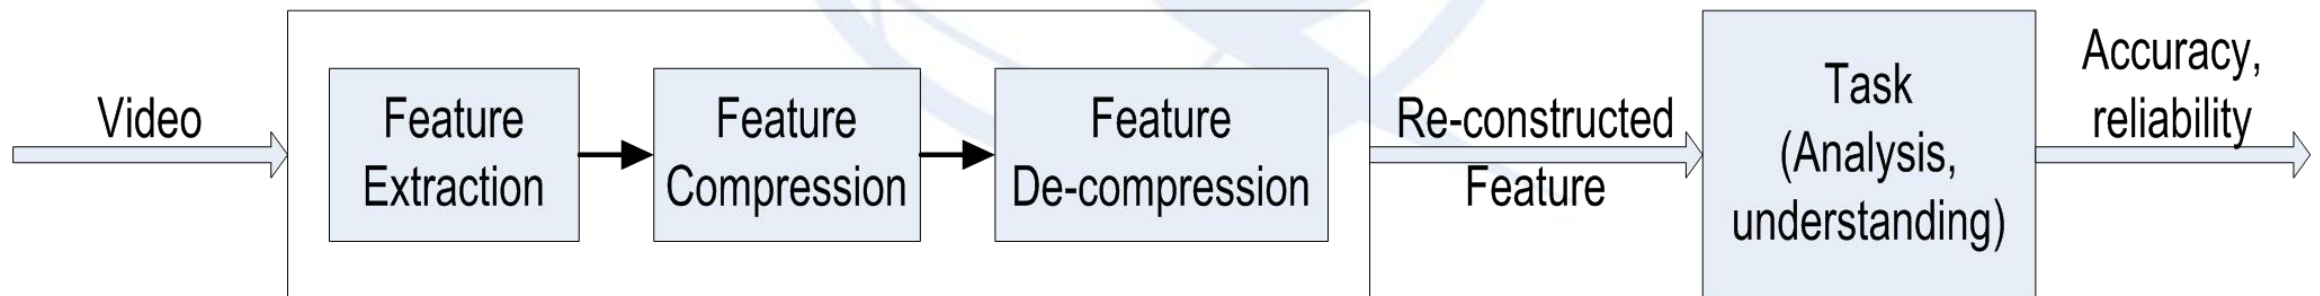 Video
Feature
Extraction
Feature
Compression
Feature
De-compression
Re-constructed
Feature
Task
(Analysis,
understanding)
Accuracy,
reliability